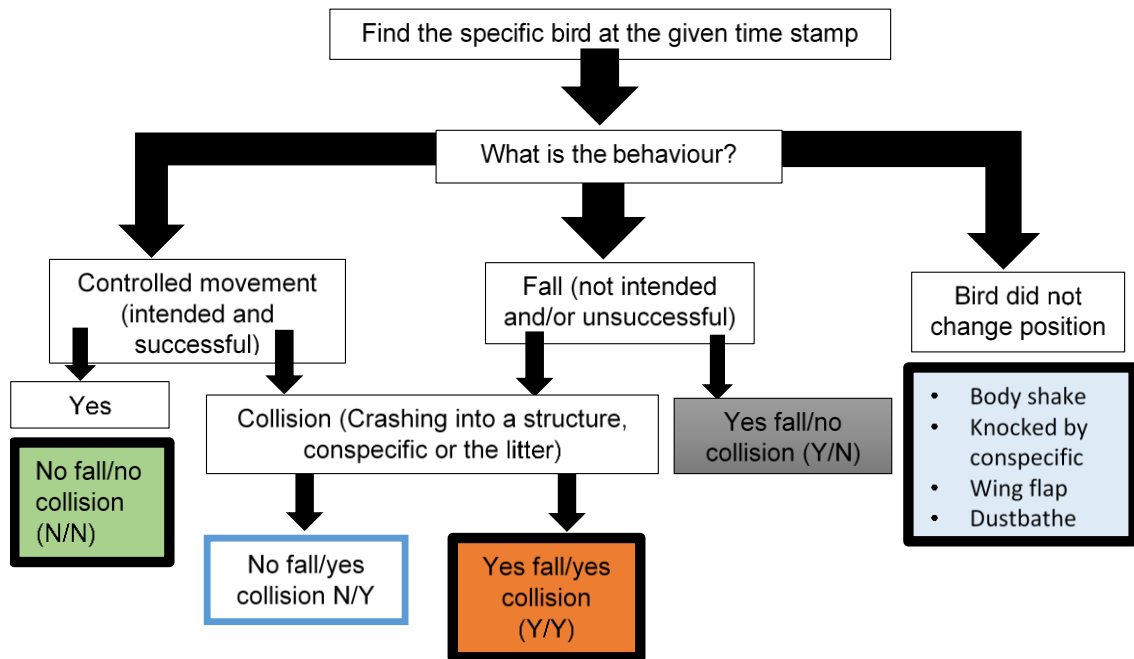 Find the specific bird at the given time stamp
What is the behaviour?
Controlled movement
(intended and
successful)
Fall (not intended
and/or unsuccessful)
Bird did not
change position
Yes
Collision (Crashing into a structure,
conspecific or the litter)
Yes fall/no
collision (Y/N)
• Body shake
• Knocked by
conspecific
• Wing flap
• Dustbathe
No fall/no
collision
(N/N)
No fall/yes
collision N/Y
Yes fall/yes
collision
(Y/Y)